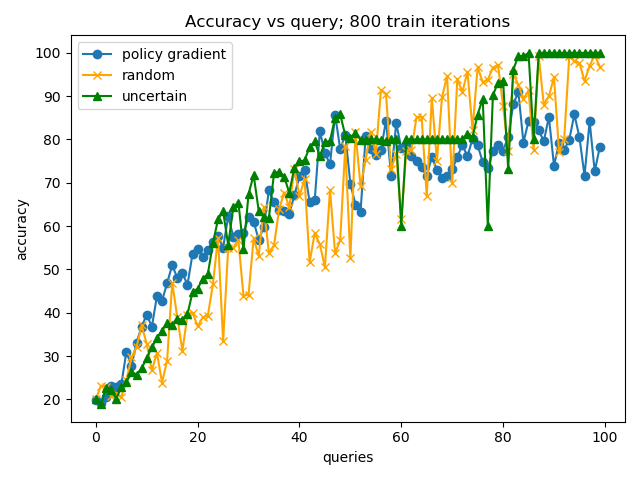 Accuracy vs query; 800 train iterations
policy gradient
random
uncertain
accuracy
100
90
80
70
60
50
40
30
20
0 20 40 60 80 100
queries